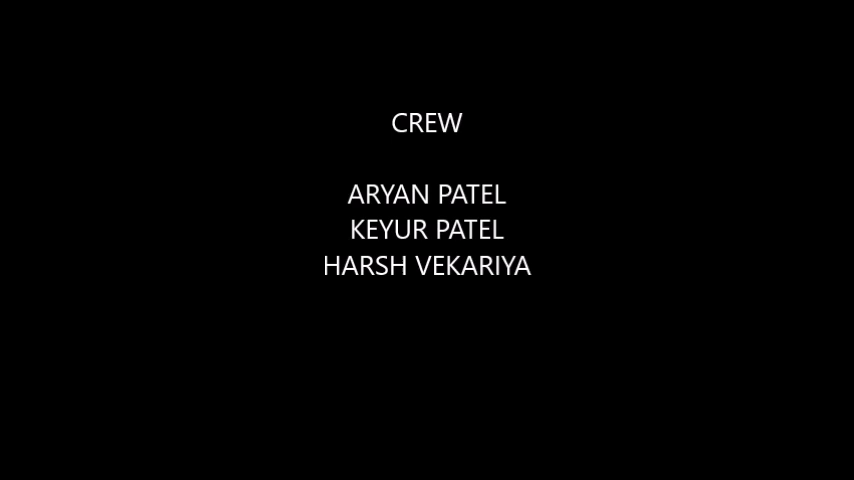 CREW
ARYAN PATEL
KEYUR PATEL
HARSH VEKARIYA